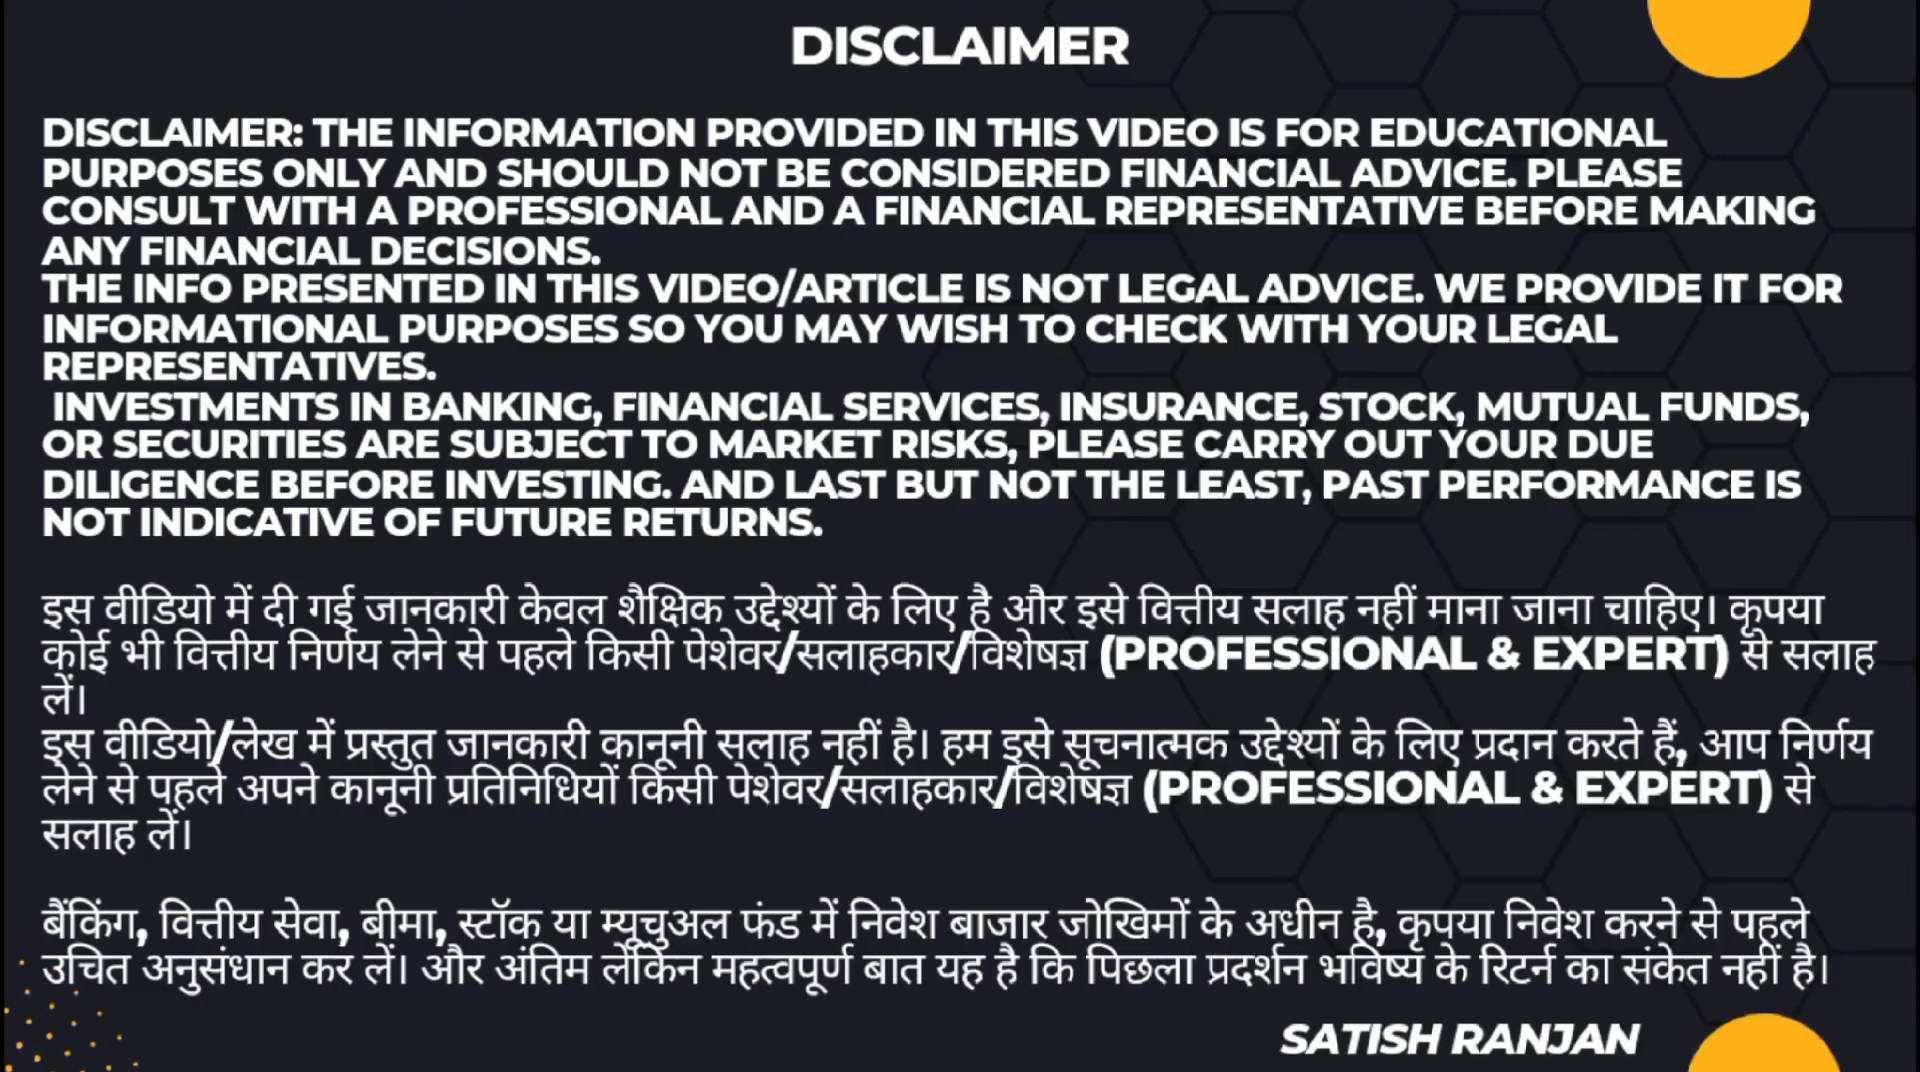 DISCLAIMER
DISCLAIMER: THE INFORMATION PROVIDED IN THIS VIDEO IS FOR EDUCATIONAL
PURPOSES ONLY AND SHOULD NOT BE CONSIDERED FINANCIAL ADVICE. PLEASE
CONSULT WITH A PROFESSIONAL AND A FINANCIAL REPRESENTATIVE BEFORE MAKING
ANY FINANCIAL DECISIONS.
THE INFO PRESENTED IN THIS VIDEO/ARTICLE IS NOT LEGAL ADVICE. WE PROVIDE IT FOR
INFORMATIONAL PURPOSES SO YOU MAY WISH TO CHECK WITH YOUR LEGAL
REPRESENTATIVES.
INVESTMENTS IN BANKING, FINANCIAL SERVICES, INSURANCE, STOCK, MUTUAL FUNDS,
OR SECURITIES ARE SUBJECT TO MARKET RISKS, PLEASE CARRY OUT YOUR DUE
DILIGENCE BEFORE INVESTING. AND LAST BUT NOT THE LEAST, PAST PERFORMANCE IS
NOT INDICATIVE OF FUTURE RETURNS.
इस वीडियो में दी गई जानकारी केवल शैक्षिक उद्देश्यों के लिए है और इसे वित्तीय सलाह नहीं माना जाना चाहिए। कृपया
कोई भी वित्तीय निर्णय लेने से पहले किसी पेशेवर/सलाहकार/विशेषज्ञ (PROFESSIONAL & EXPERT) से सलाह
लें।
इस वीडियो/लेख में प्रस्तुत जानकारी कानूनी सलाह नहीं है। हम इसे सूचनात्मक उद्देश्यों के लिए प्रदान करते हैं, आप निर्णय
लेने से पहले अपने कानूनी प्रतिनिधियों किसी पेशेवर/सलाहकार/विशेषज्ञ (PROFESSIONAL & EXPERT) से
सलाह लें।
बैंकिंग, वित्तीय सेवा, बीमा, स्टॉक या म्यूचुअल फंड में निवेश बाजार जोखिमों के अधीन है, कृपया निवेश करने से पहले
उचित अनुसंधान कर लें। और अंतिम लेकिन महत्वपूर्ण बात यह है कि पिछला प्रदर्शन भविष्य के रिटर्न का संकेत नहीं है।
SATISH RANJAN